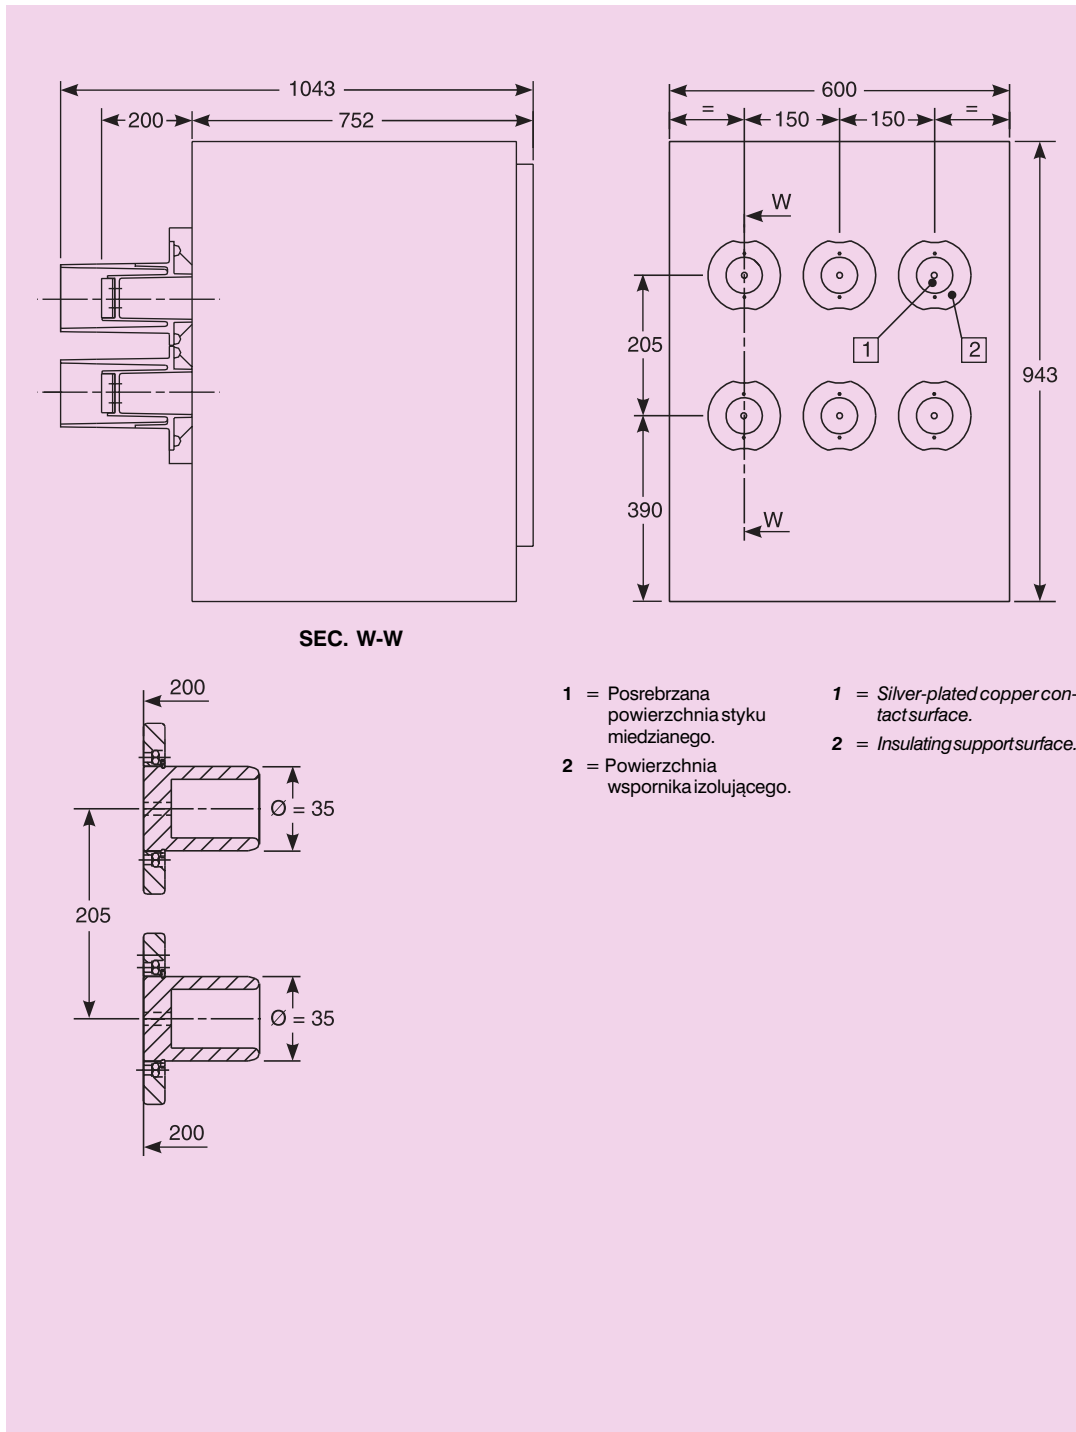 1043
200
752
600
=
150
150
=
W
205
1
2
943
390
W
SEC. W-W
200
Ø = 35
205
Ø = 35
200
1 = Posrebrzana
powierzchnia styku
miedzianego.
2 = Powierzchnia
wspornika izolującego.
1 = Silver-plated copper con-
tact surface.
2 = Insulating support surface.